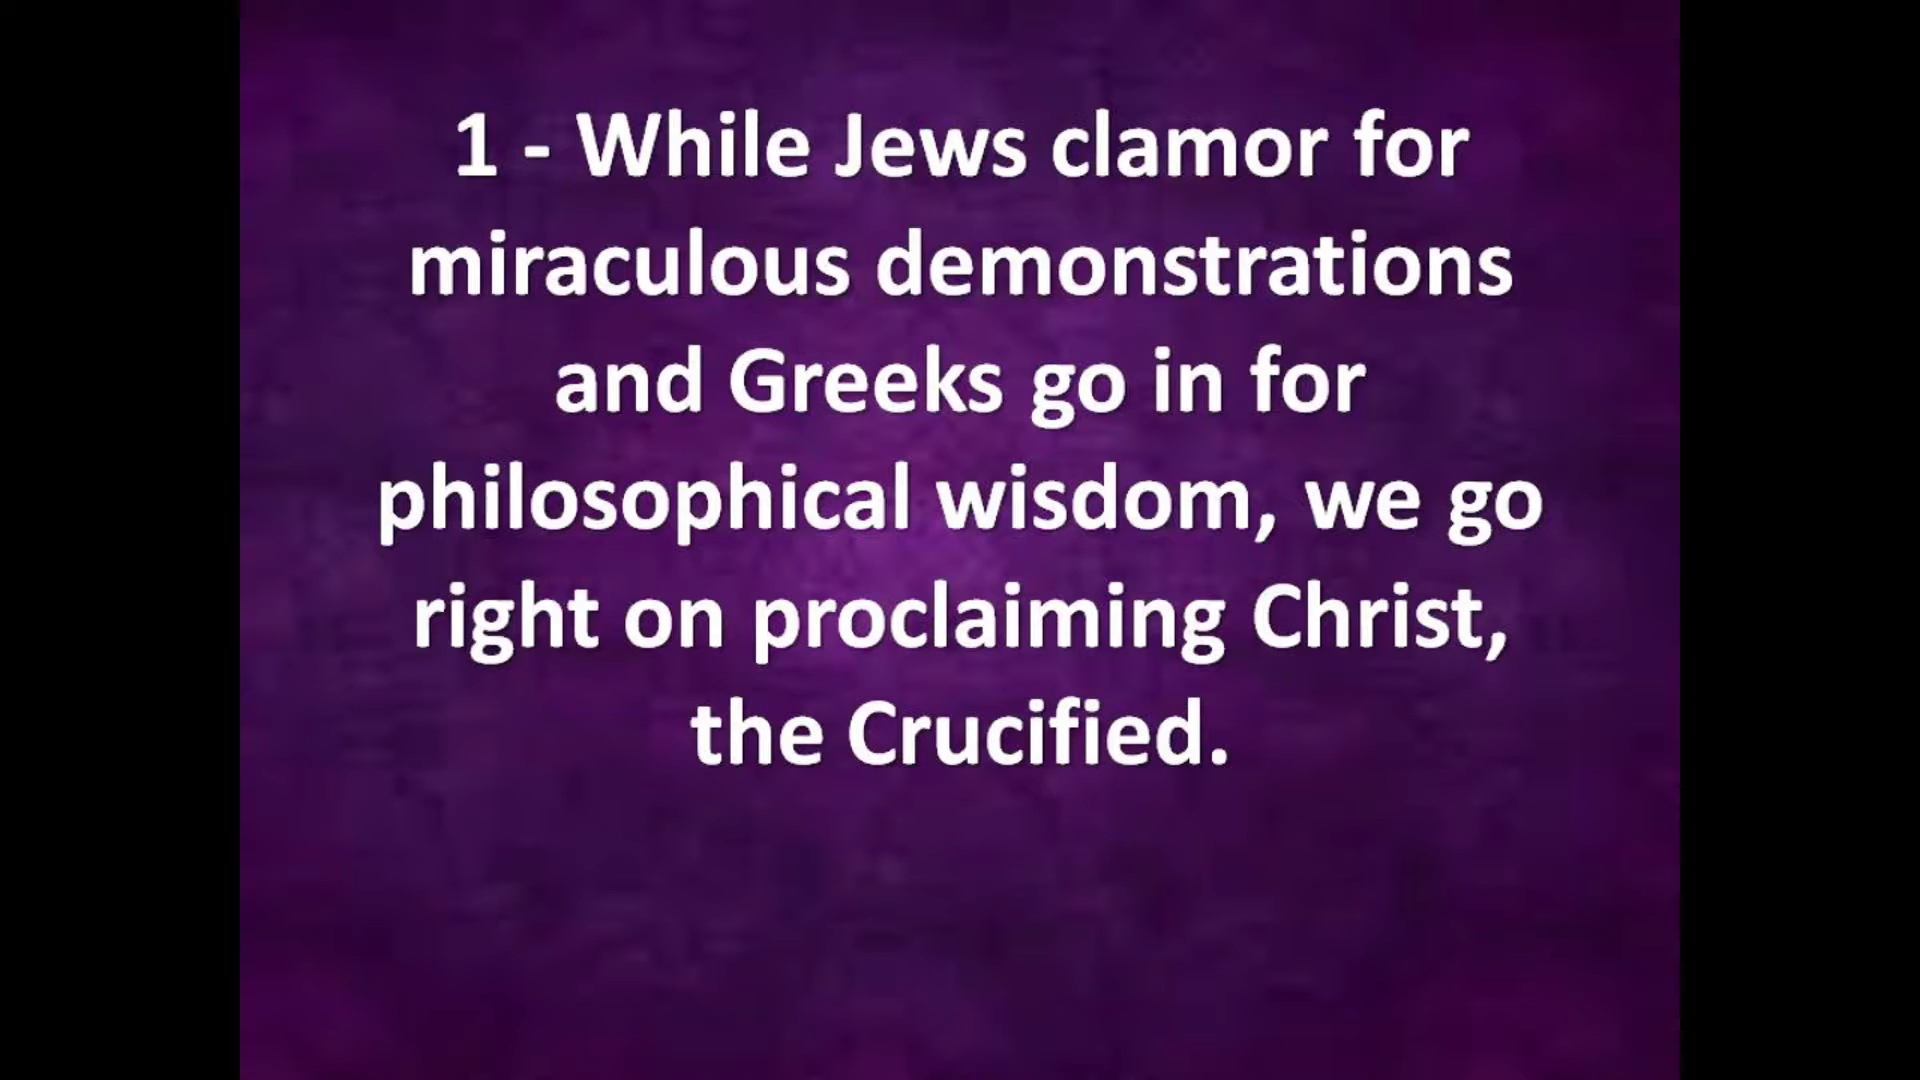 1 - While Jews clamor for
miraculous demonstrations
and Greeks go in for
philosophical wisdom, we go
right on proclaiming Christ,
the Crucified.